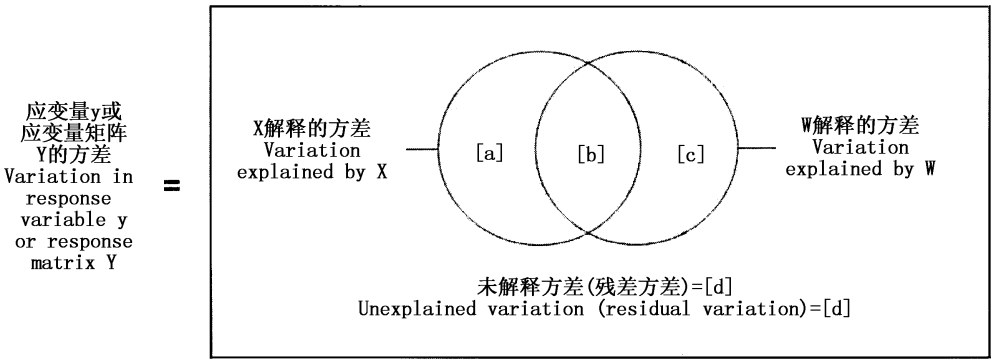 应变量y或
应变量矩阵
Y的方差
Variation in
response
variable y
or response
matrix Y
=
X解释的方差
Variation
explained by X
[a]
[b]
[c]
W解释的方差
Variation
explained by W
未解释方差(残差方差)=[d]
Unexplained variation (residual variation)=[d]